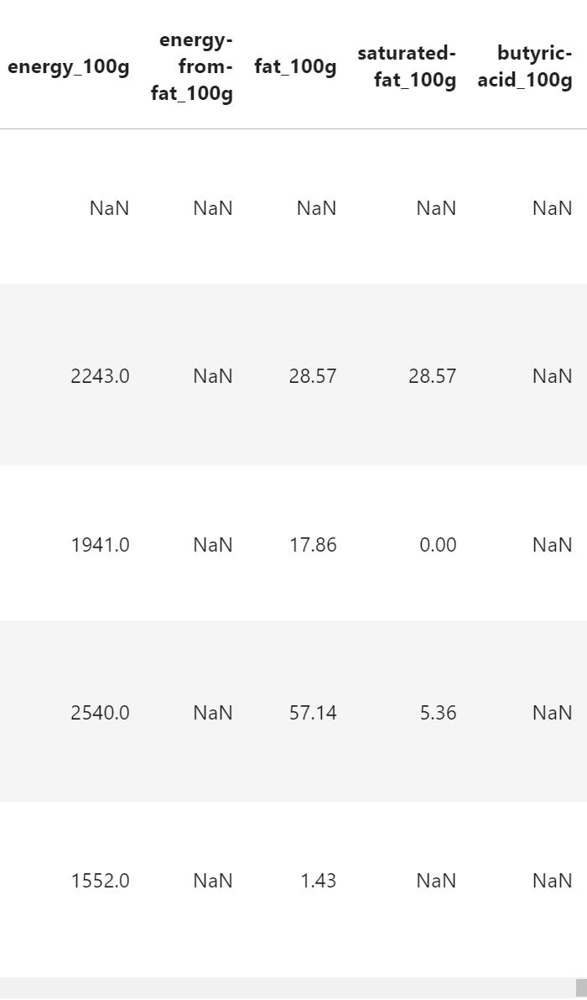 energy_100g energy-from-fat_100g fat_100g saturated-fat_100g butyric-acid_100g
NaN NaN NaN NaN NaN
2243.0 NaN 28.57 28.57 NaN
1941.0 NaN 17.86 0.00 NaN
2540.0 NaN 57.14 5.36 NaN
1552.0 NaN 1.43 NaN NaN